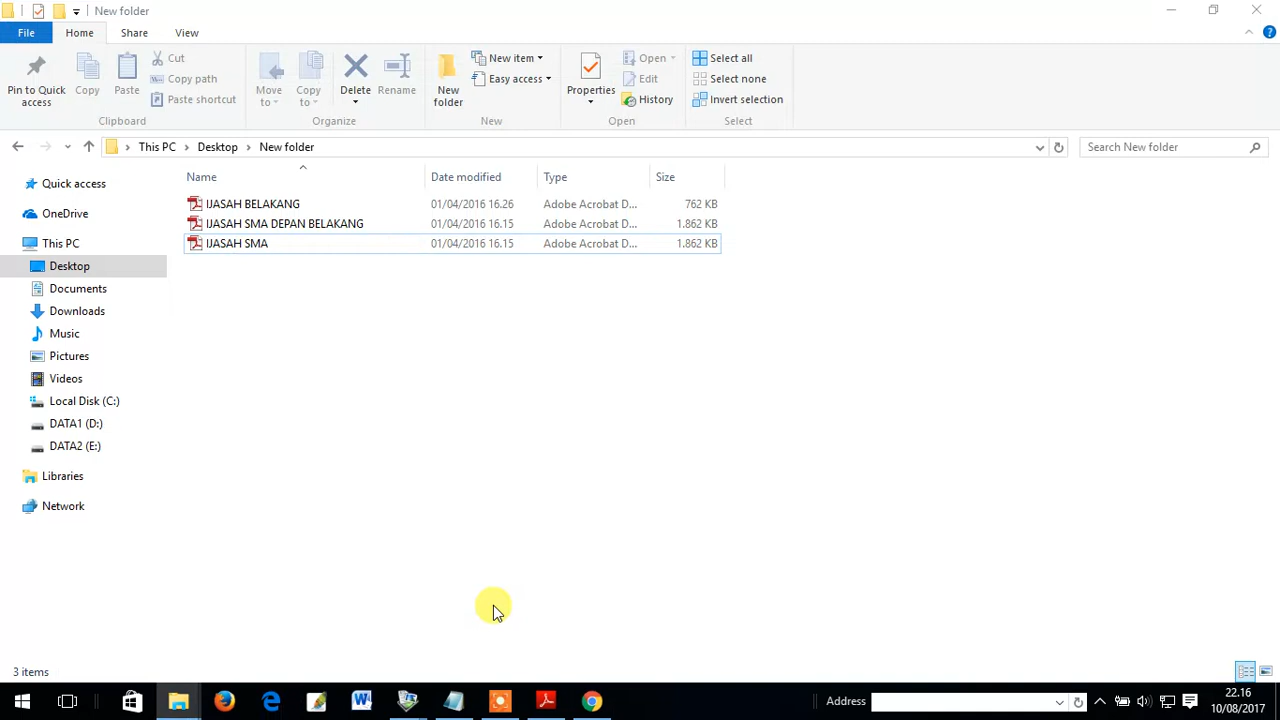 New folder
File Home Share View
Pin to Quick access
Copy
Paste
Cut
Copy path
Paste shortcut
Clipboard
Move to
Copy to
Delete
Rename
Organize
New folder
New item
Easy access
New
Properties
Open
Edit
History
Open
Select all
Select none
Invert selection
Select
This PC Desktop New folder
Search New folder
Name Date modified Type Size
IJASAH BELAKANG 01/04/2016 16.26 Adobe Acrobat D... 762 KB
IJASAH SMA DEPAN BELAKANG 01/04/2016 16.15 Adobe Acrobat D... 1.862 KB
IJASAH SMA 01/04/2016 16.15 Adobe Acrobat D... 1.862 KB
Quick access
OneDrive
This PC
Desktop
Documents
Downloads
Music
Pictures
Videos
Local Disk (C:)
DATA1 (D:)
DATA2 (E:)
Libraries
Network
3 items
Address
22.16
10/08/2017